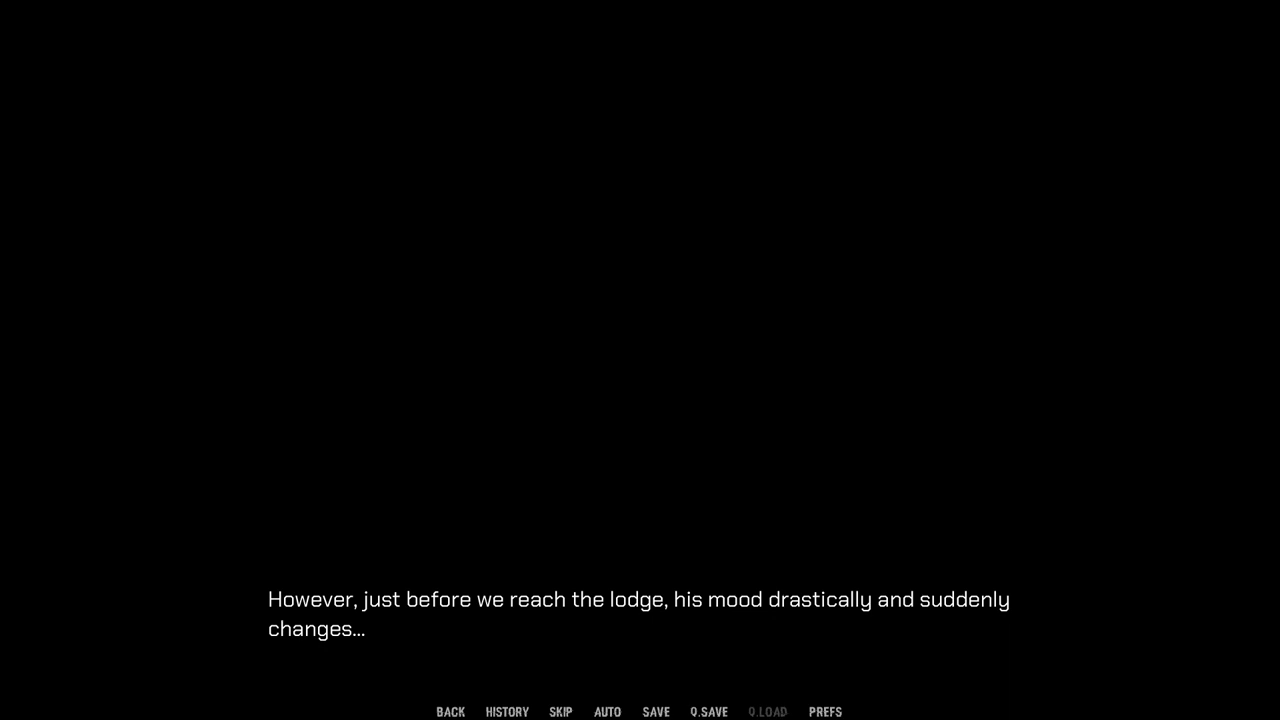 However, just before we reach the lodge, his mood drastically and suddenly
changes...
BACK HISTORY SKIP AUTO SAVE Q.SAVE Q.LOAD PREFS